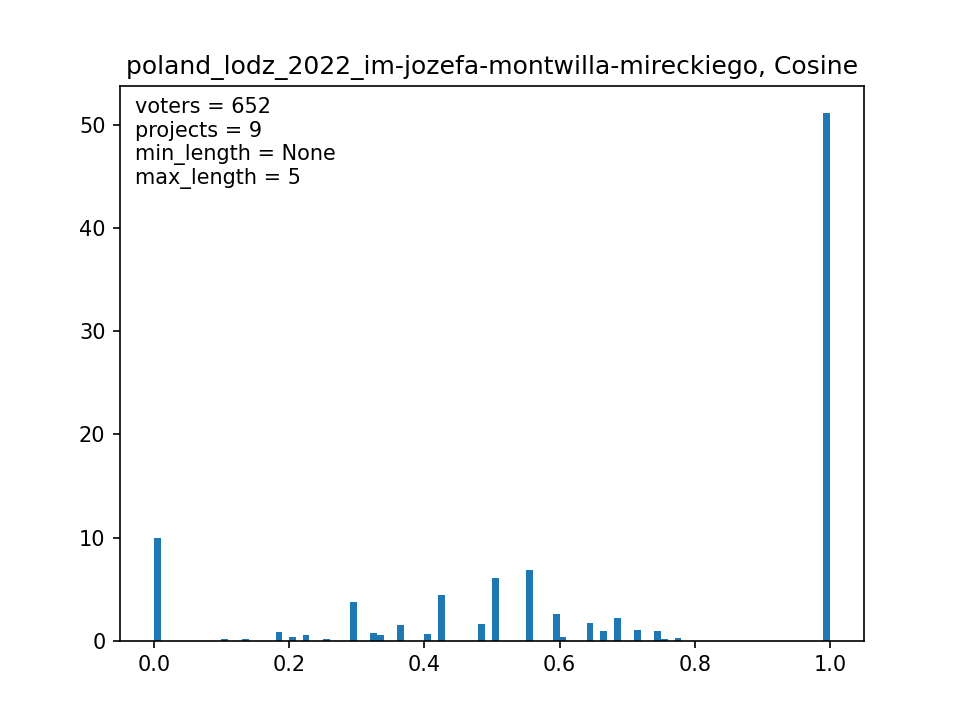 poland_lodz_2022_im-jozefa-montwilla-mireckiego, Cosine
voters = 652
projects = 9
min_length = None
max_length = 5
50
40
30
20
10
0
0.0 0.2 0.4 0.6 0.8 1.0